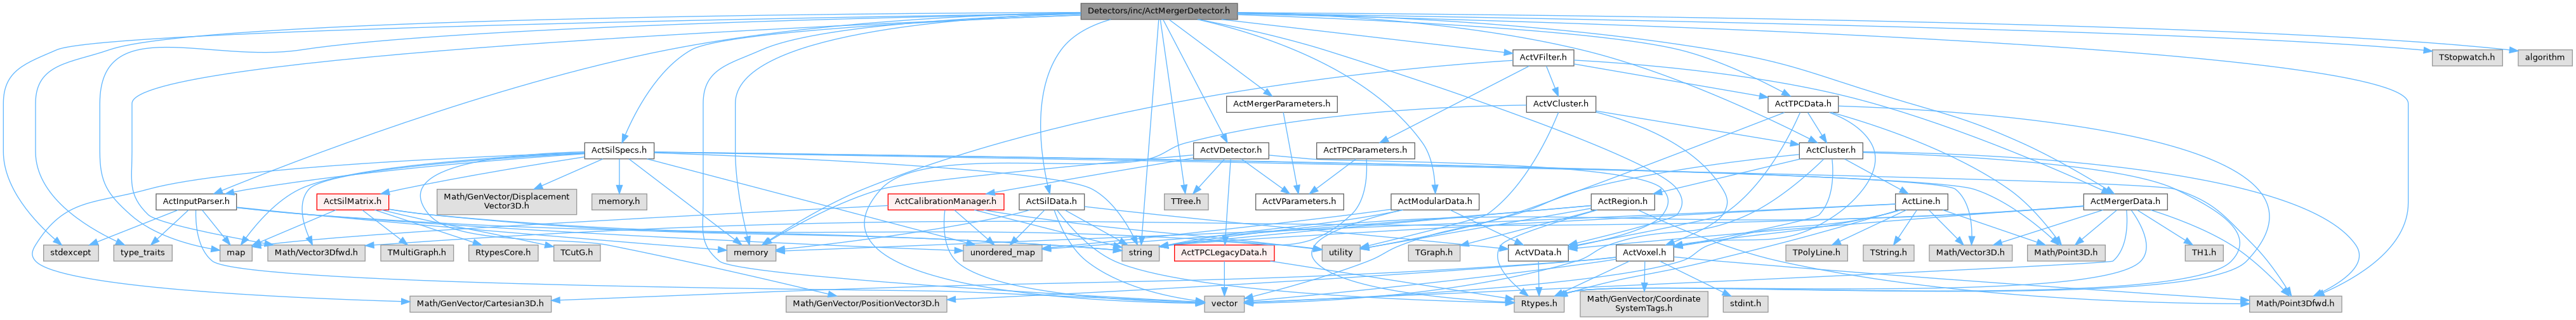 Detectors/inc/ActMergerDetector.h
ActVFilter.h
TStopwatch.h
algorithm
ActMergerParameters.h
ActVCluster.h
ActTPCData.h
ActSilSpecs.h
ActVDetector.h
ActTPCParameters.h
ActCluster.h
ActInputParser.h
ActSilMatrix.h
Math/GenVector/Displacement
Vector3D.h
memory.h
ActCalibrationManager.h
ActSilData.h
TTree.h
ActVParameters.h
ActModularData.h
ActRegion.h
ActLine.h
ActMergerData.h
stdexcept
type_traits
map
Math/Vector3Dfwd.h
TMultiGraph.h
RtypesCore.h
TCutG.h
memory
unordered_map
string
ActTPCLegacyData.h
utility
TGraph.h
ActVData.h
ActVoxel.h
TPolyLine.h
TString.h
Math/Vector3D.h
Math/Point3D.h
TH1.h
Math/GenVector/Cartesian3D.h
Math/GenVector/PositionVector3D.h
vector
Rtypes.h
Math/GenVector/Coordinate
SystemTags.h
stdint.h
Math/Point3Dfwd.h